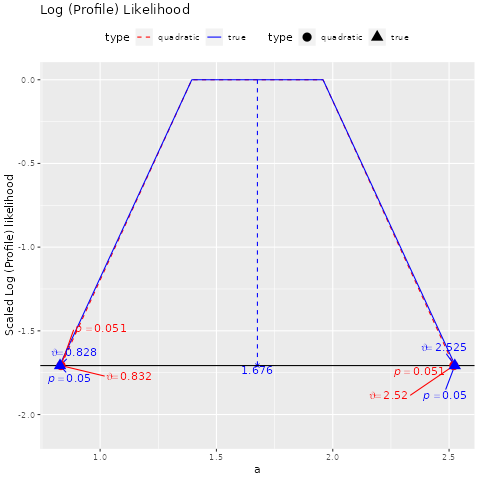 Log (Profile) Likelihood
type quadratic true type quadratic true
0.0
-0.5
-1.0
-1.5
-2.0
Scaled Log (Profile) likelihood
p = 0.051
ϑ= 0.828
p = 0.05
ϑ= 0.832
1.676
ϑ= 2.525
p = 0.051
ϑ= 2.52
p = 0.05
1.0 1.5 2.0 2.5
a